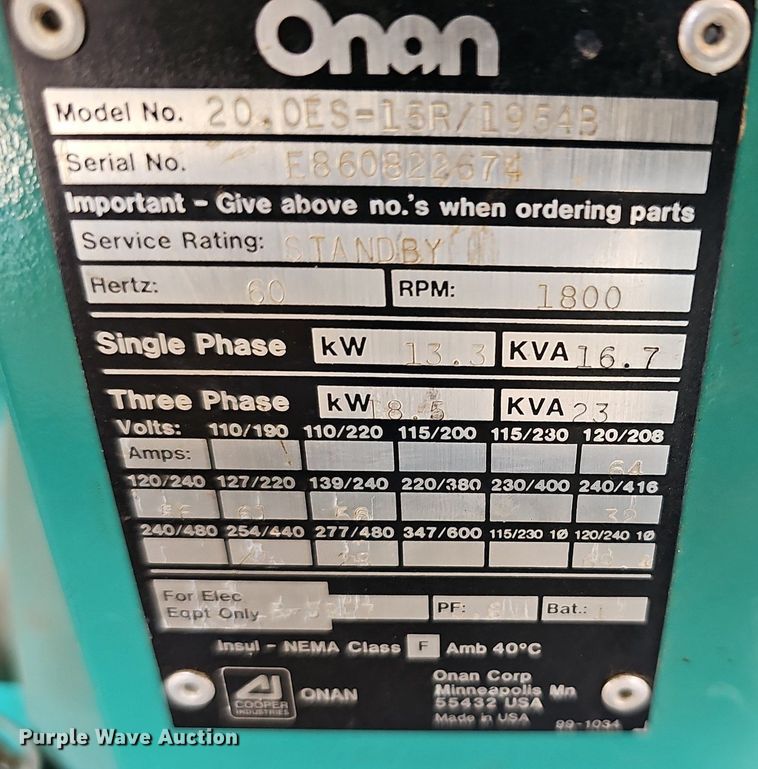 Onan
Model No. 20.0ES-15R/1954B
Serial No. E860822674
Important - Give above no.'s when ordering parts
Service Rating: STANDBY
Hertz: 60 RPM: 1800
Single Phase kW 13.3 KVA 16.7
Three Phase kW 18.5 KVA 23
Volts: 110/190 110/220 115/200 115/230 120/208
Amps: 64
120/240 127/220 139/240 220/380 230/400 240/416
32
240/480 254/440 277/480 347/600 115/230 1Ø 120/240 1Ø
For Elec
Eqpt Only PF: Bat.:
Insul - NEMA Class F Amb 40°C
COOPER
INDUSTRIES
ONAN
Onan Corp
Minneapolis Mn
55432 USA
Made in USA 99-1034
Purple Wave Auction